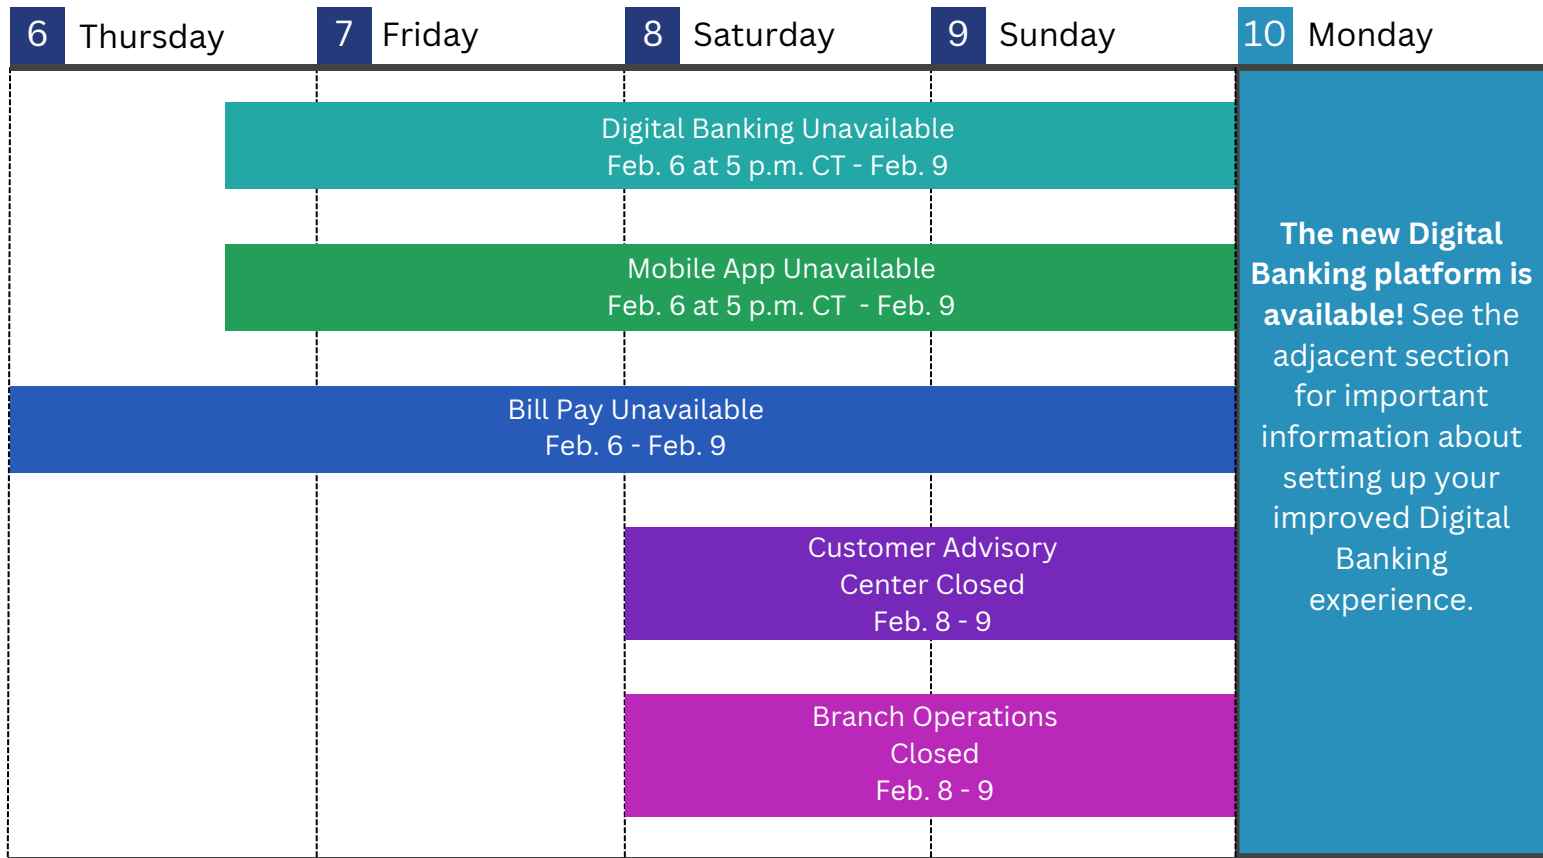 6 Thursday 7 Friday 8 Saturday 9 Sunday 10 Monday
Digital Banking Unavailable
Feb. 6 at 5 p.m. CT - Feb. 9
Mobile App Unavailable
Feb. 6 at 5 p.m. CT - Feb. 9
Bill Pay Unavailable
Feb. 6 - Feb. 9
Customer Advisory
Center Closed
Feb. 8 - 9
Branch Operations
Closed
Feb. 8 - 9
The new Digital
Banking platform is
available! See the
adjacent section
for important
information about
setting up your
improved Digital
Banking
experience.